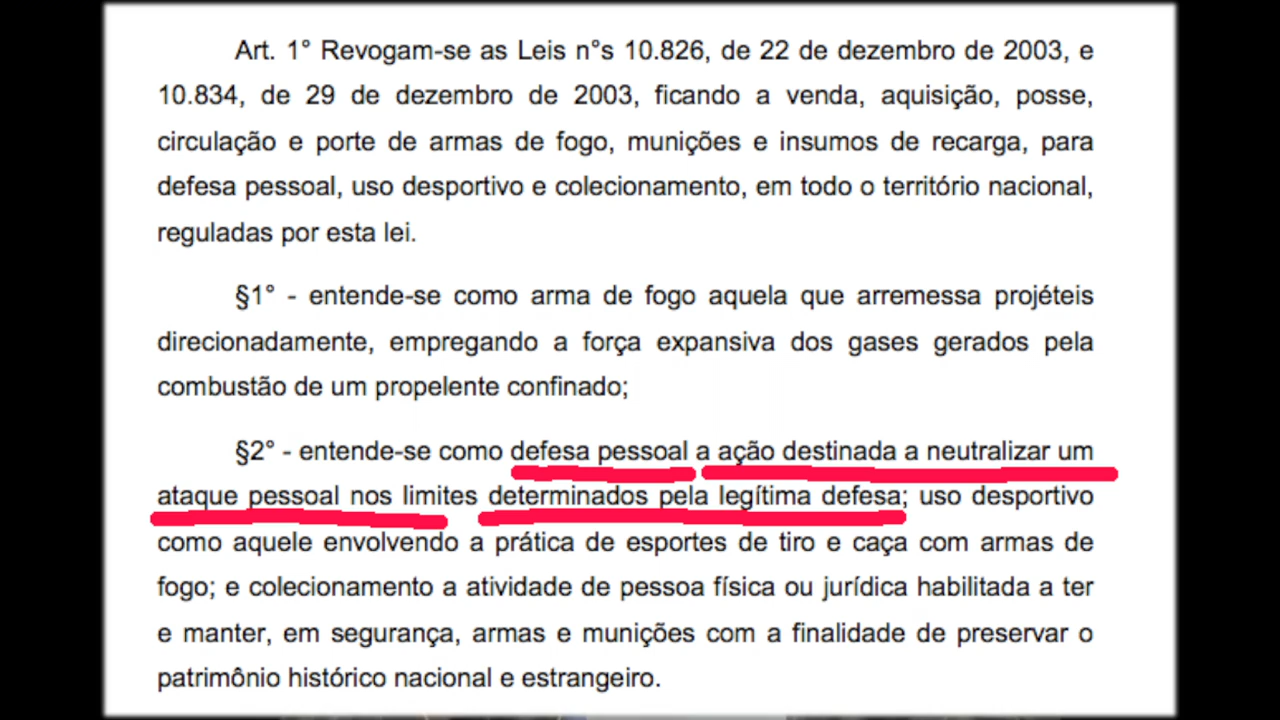 Art. 1° Revogam-se as Leis n°s 10.826, de 22 de dezembro de 2003, e
10.834, de 29 de dezembro de 2003, ficando a venda, aquisição, posse,
circulação e porte de armas de fogo, munições e insumos de recarga, para
defesa pessoal, uso desportivo e colecionamento, em todo o território nacional,
reguladas por esta lei.
§1° - entende-se como arma de fogo aquela que arremessa projéteis
direcionadamente, empregando a força expansiva dos gases gerados pela
combustão de um propelente confinado;
§2° - entende-se como defesa pessoal a ação destinada a neutralizar um
ataque pessoal nos limites determinados pela legítima defesa; uso desportivo
como aquele envolvendo a prática de esportes de tiro e caça com armas de
fogo; e colecionamento a atividade de pessoa física ou jurídica habilitada a ter
e manter, em segurança, armas e munições com a finalidade de preservar o
patrimônio histórico nacional e estrangeiro.